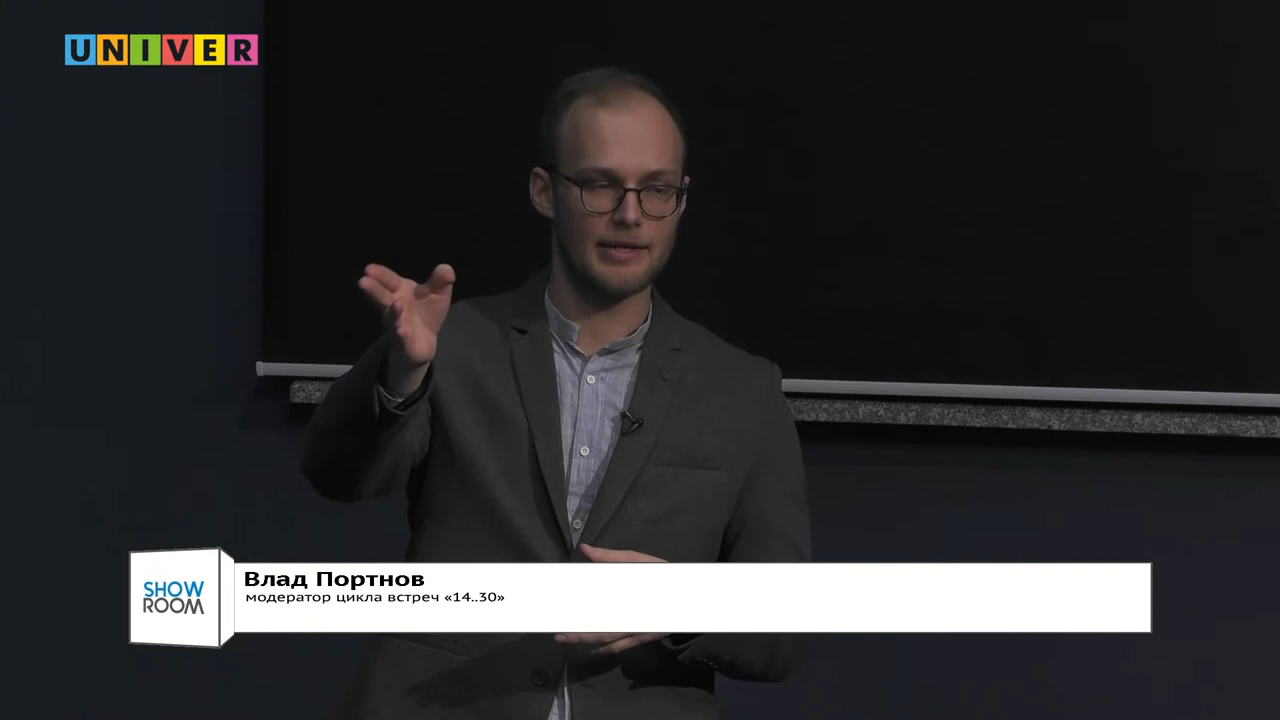 UNIVER
SHOW
ROOM
Влад Портнов
модератор цикла встреч «14..30»